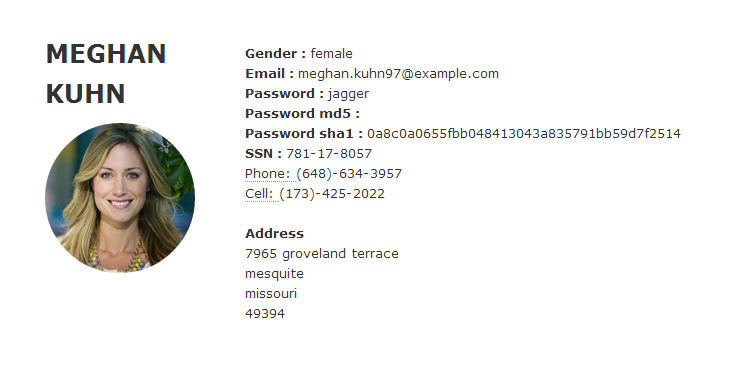 MEGHAN
KUHN
Gender : female
Email : meghan.kuhn97@example.com
Password : jagger
Password md5 :
Password sha1 : 0a8c0a0655fbb048413043a835791bb59d7f2514
SSN : 781-17-8057
Phone: (648)-634-3957
Cell: (173)-425-2022
Address
7965 groveland terrace
mesquite
missouri
49394